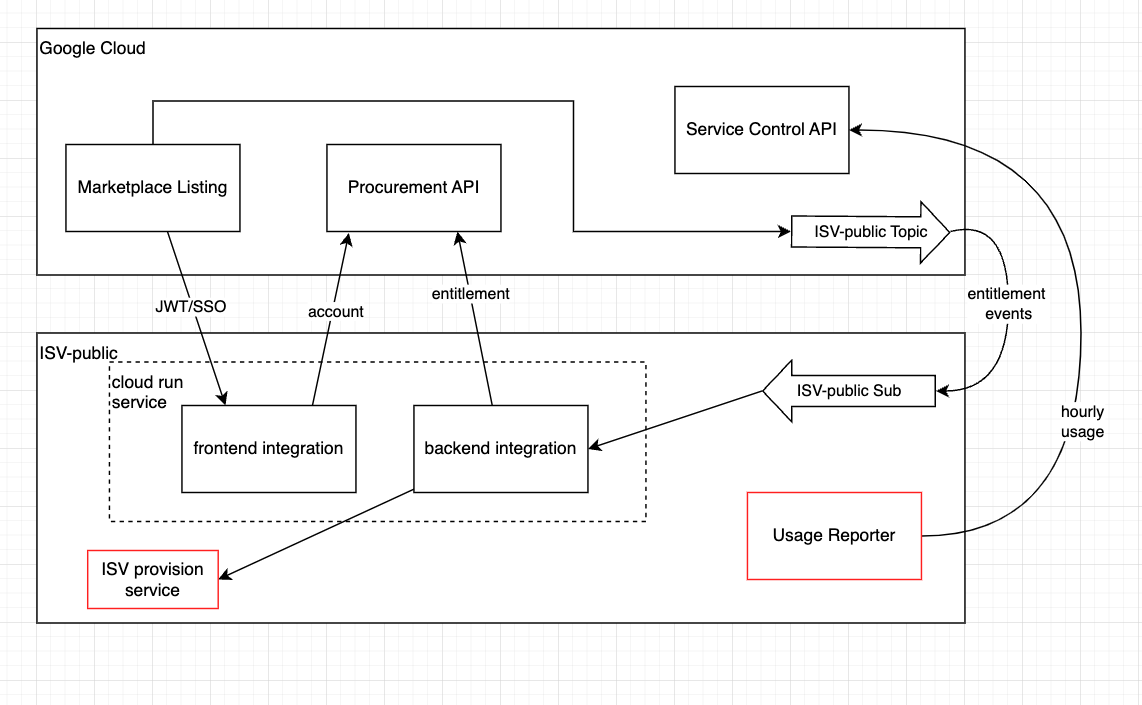 Google Cloud
Service Control API
Marketplace Listing
Procurement API
ISV-public Topic
JWT/SSO
account
entitlement
entitlement
events
ISV-public
cloud run
service
ISV-public Sub
frontend integration
backend integration
hourly
usage
Usage Reporter
ISV provision
service